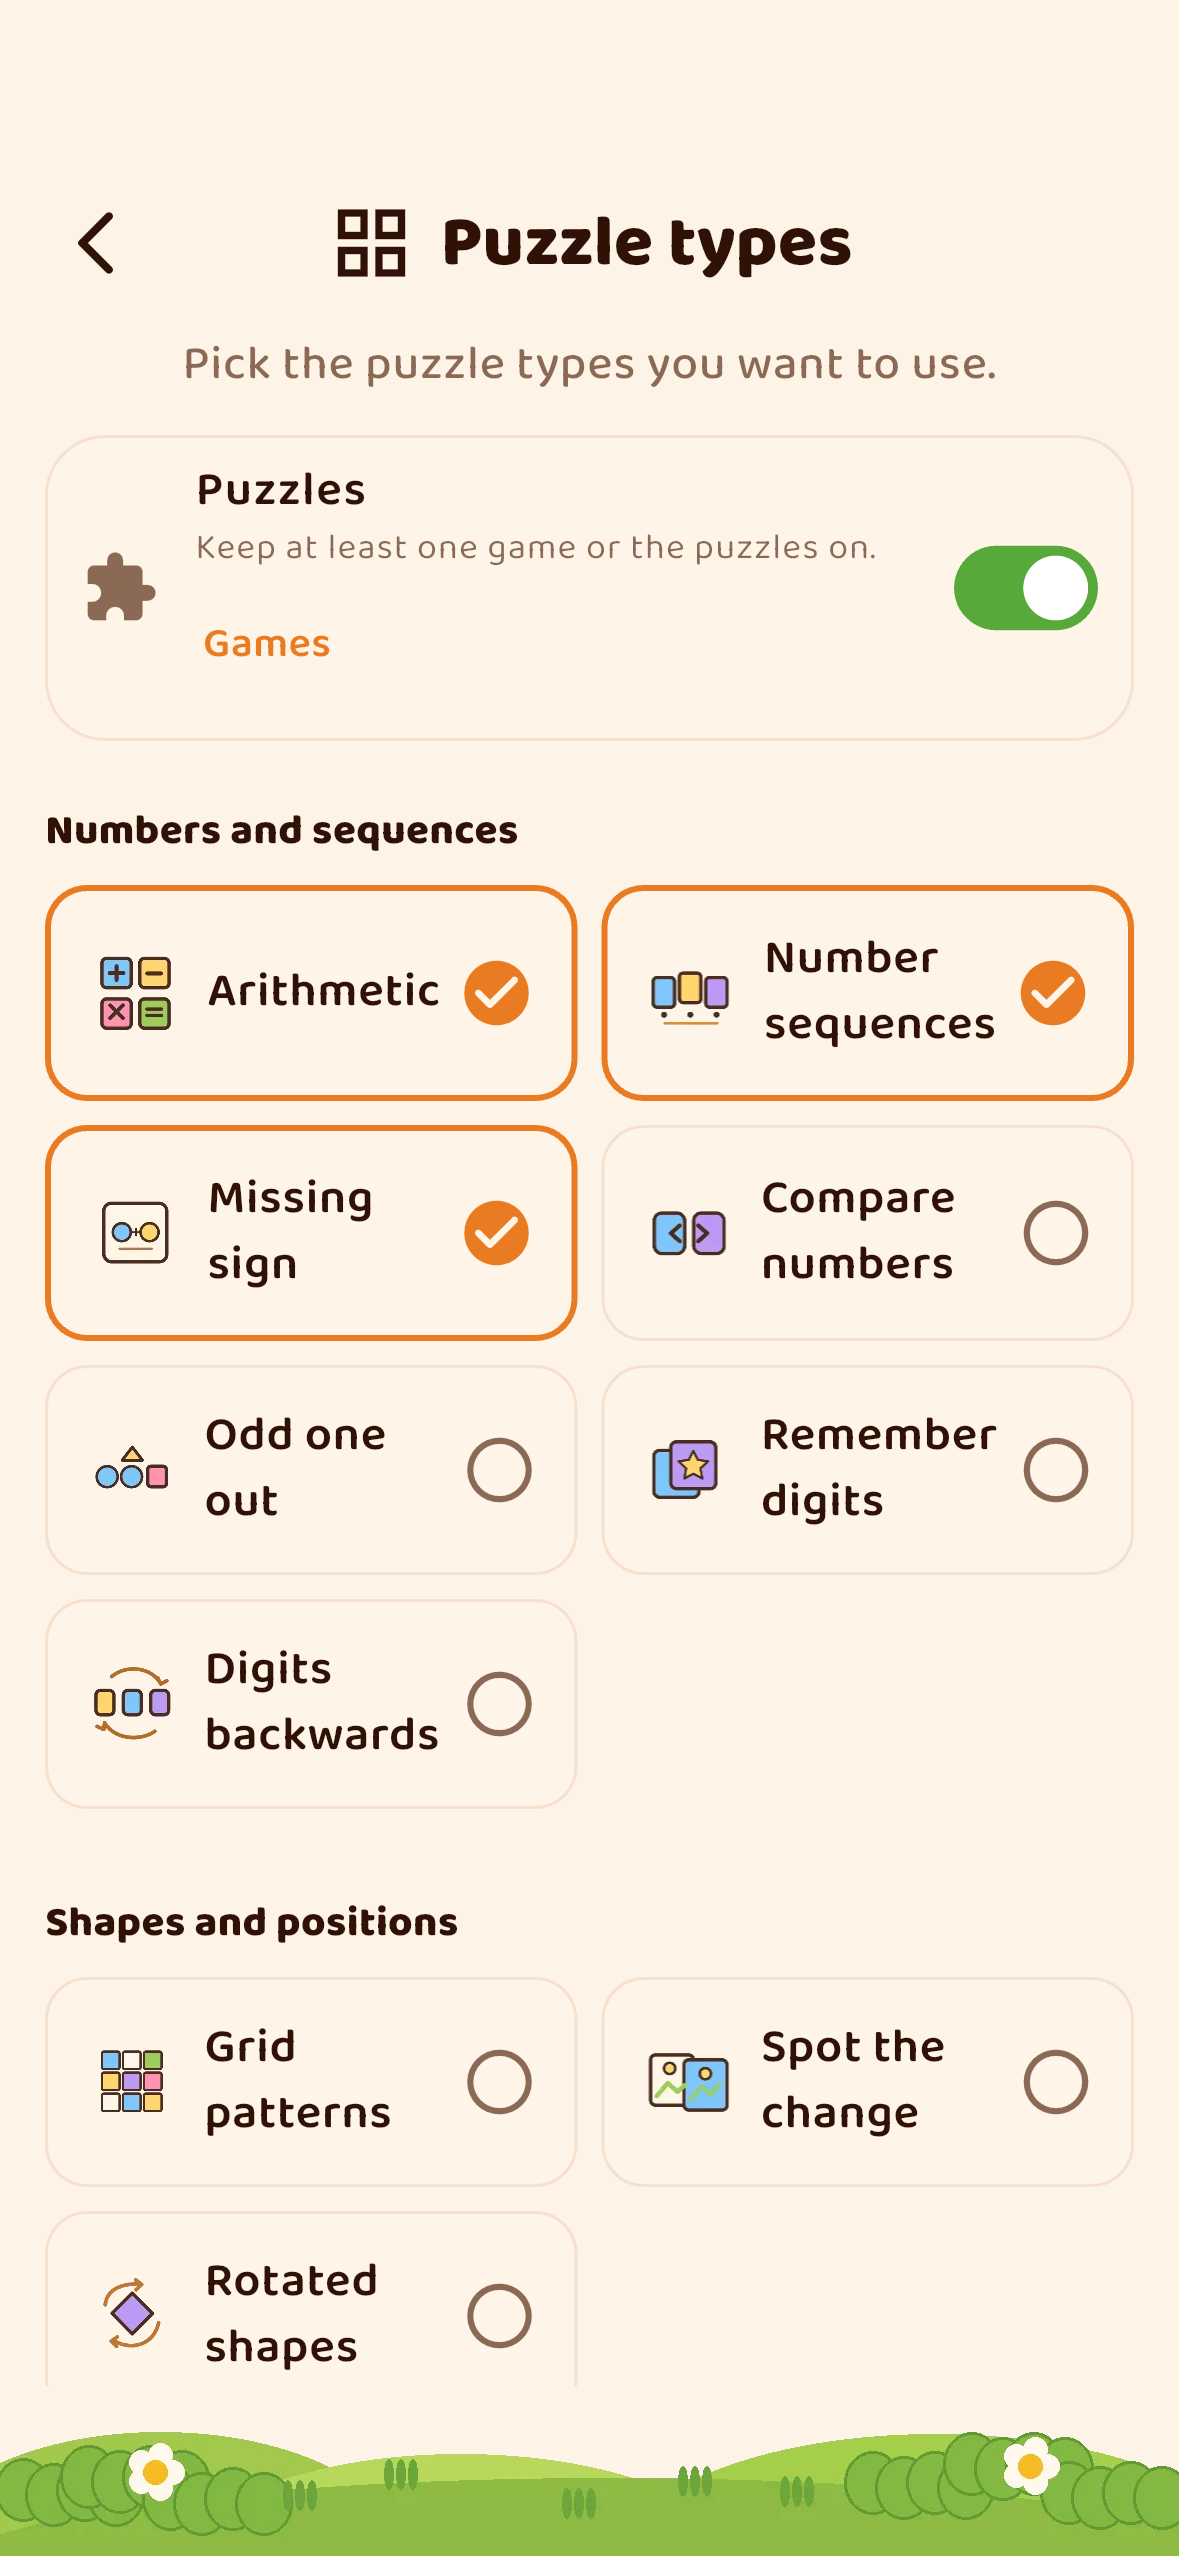 Puzzle types
Pick the puzzle types you want to use.
Puzzles
Keep at least one game or the puzzles on.
Games
Numbers and sequences
Arithmetic
Number
sequences
Missing
sign
Compare
numbers
Odd one
out
Remember
digits
Digits
backwards
Shapes and positions
Grid
patterns
Spot the
change
Rotated
shapes